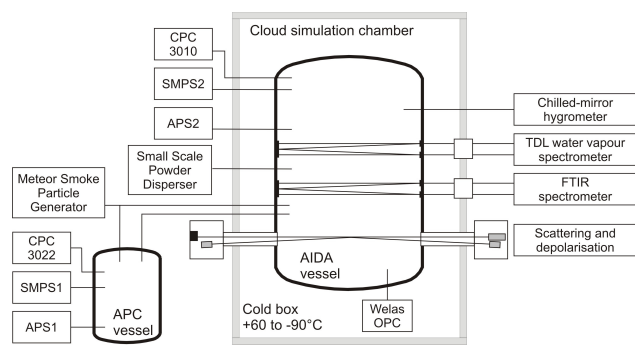 Cloud simulation chamber
CPC
3010
SMPS2
APS2
Small Scale
Powder
Disperser
Meteor Smoke
Particle
Generator
CPC
3022
SMPS1
APS1
APC
vessel
AIDA
vessel
Cold box
+60 to -90°C
Welas
OPC
Chilled-mirror
hygrometer
TDL water vapour
spectrometer
FTIR
spectrometer
Scattering and
depolarisation